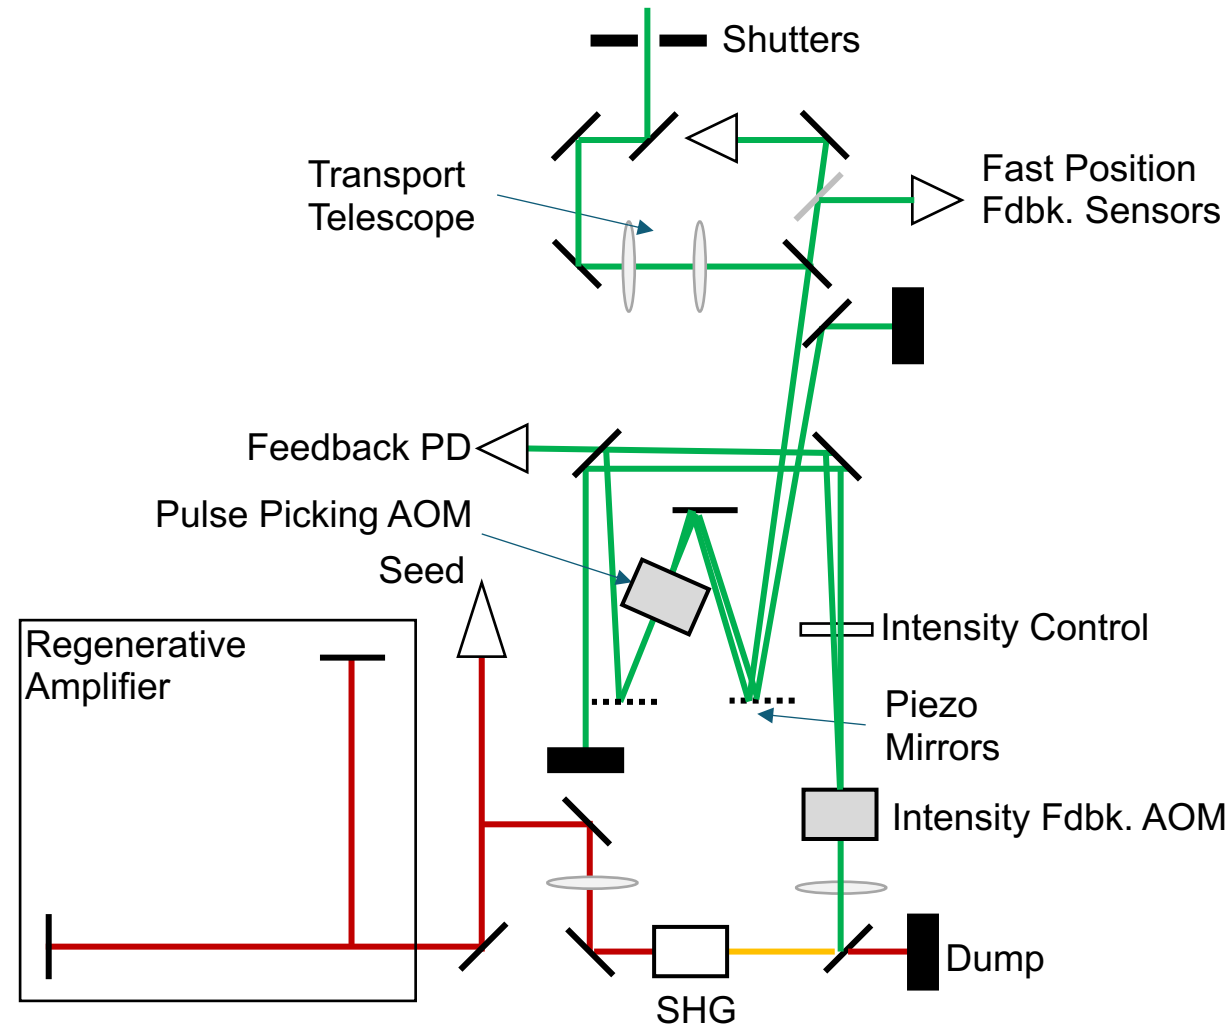 Shutters
Transport
Telescope
Fast Position
Fdbk. Sensors
Feedback PD
Pulse Picking AOM
Seed
Intensity Control
Regenerative
Amplifier
Piezo
Mirrors
Intensity Fdbk. AOM
Dump
SHG